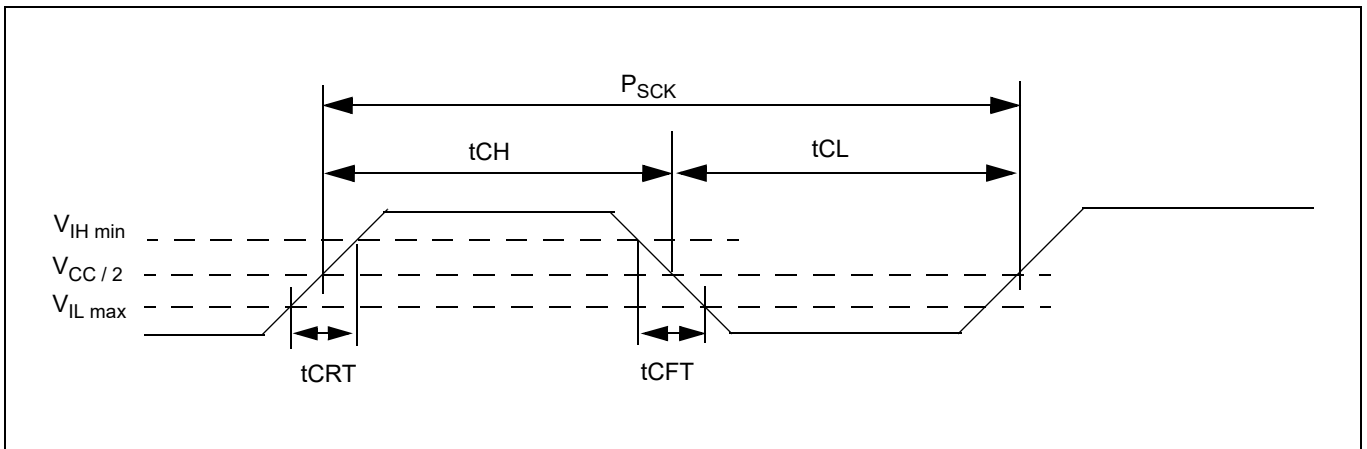 PSCK
tCH tCL
VIH min
VCC / 2
VIL max
tCRT tCFT